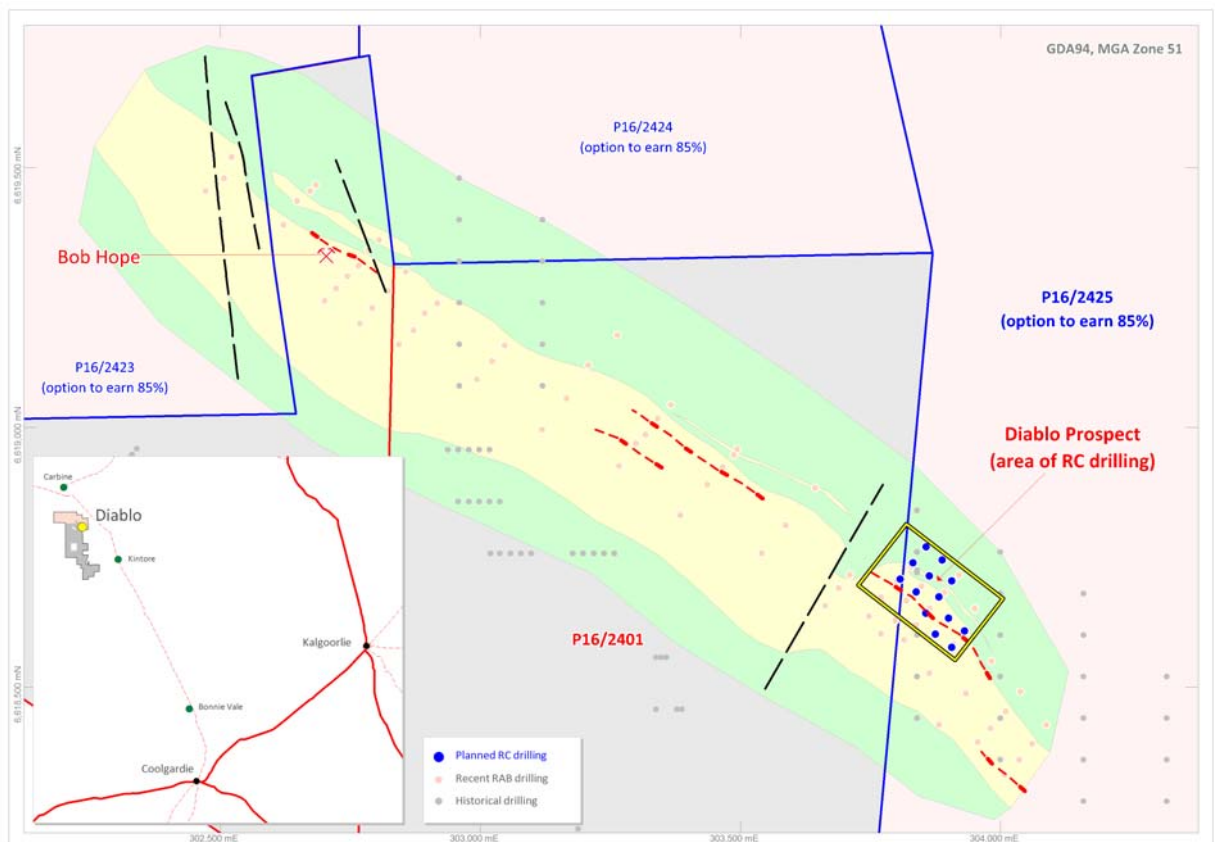 GDA94, MGA Zone 51
P16/2424
(option to earn 85%)
6,619,500 mN
Bob Hope
P16/2425
(option to earn 85%)
P16/2423
(option to earn 85%)
6,619,000 mN
Diablo Prospect
(area of RC drilling)
Carbine
Diablo
Kintore
P16/2401
Kalgoorlie
6,618,500 mN
Bonnie Vale
Coolgardie
Planned RC drilling
Recent RAB drilling
Historical drilling
302,500 mE
303,000 mE
303,500 mE
304,000 mE